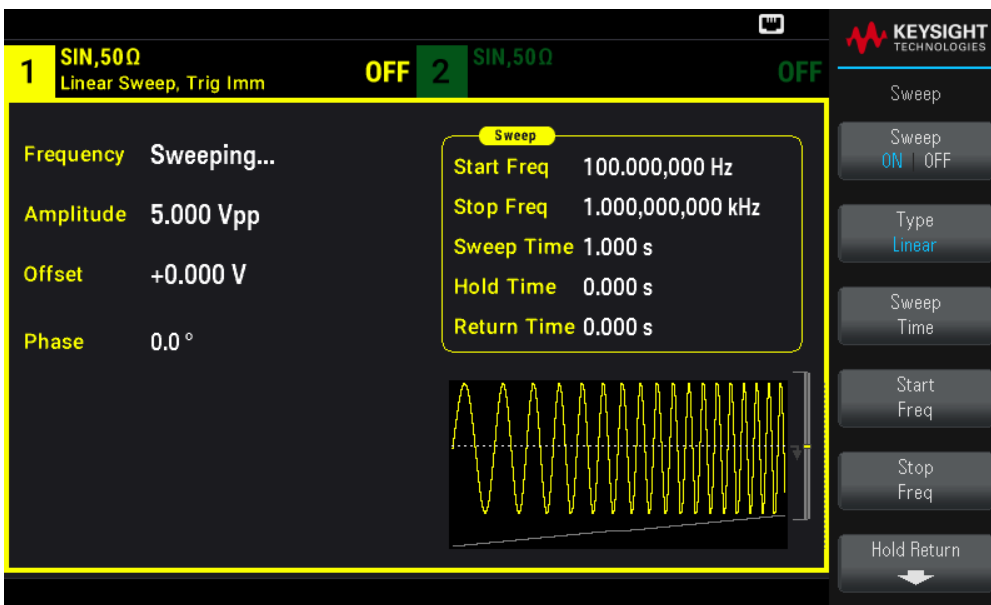 1
SIN,50Ω
Linear Sweep, Trig Imm
OFF
2
SIN,50Ω
OFF
Frequency Sweeping...
Amplitude 5.000 Vpp
Offset +0.000 V
Phase 0.0 °
Sweep
Start Freq 100.000,000 Hz
Stop Freq 1.000,000,000 kHz
Sweep Time 1.000 s
Hold Time 0.000 s
Return Time 0.000 s
KEYSIGHT
TECHNOLOGIES
Sweep
Sweep
ON | OFF
Type
Linear
Sweep
Time
Start
Freq
Stop
Freq
Hold Return